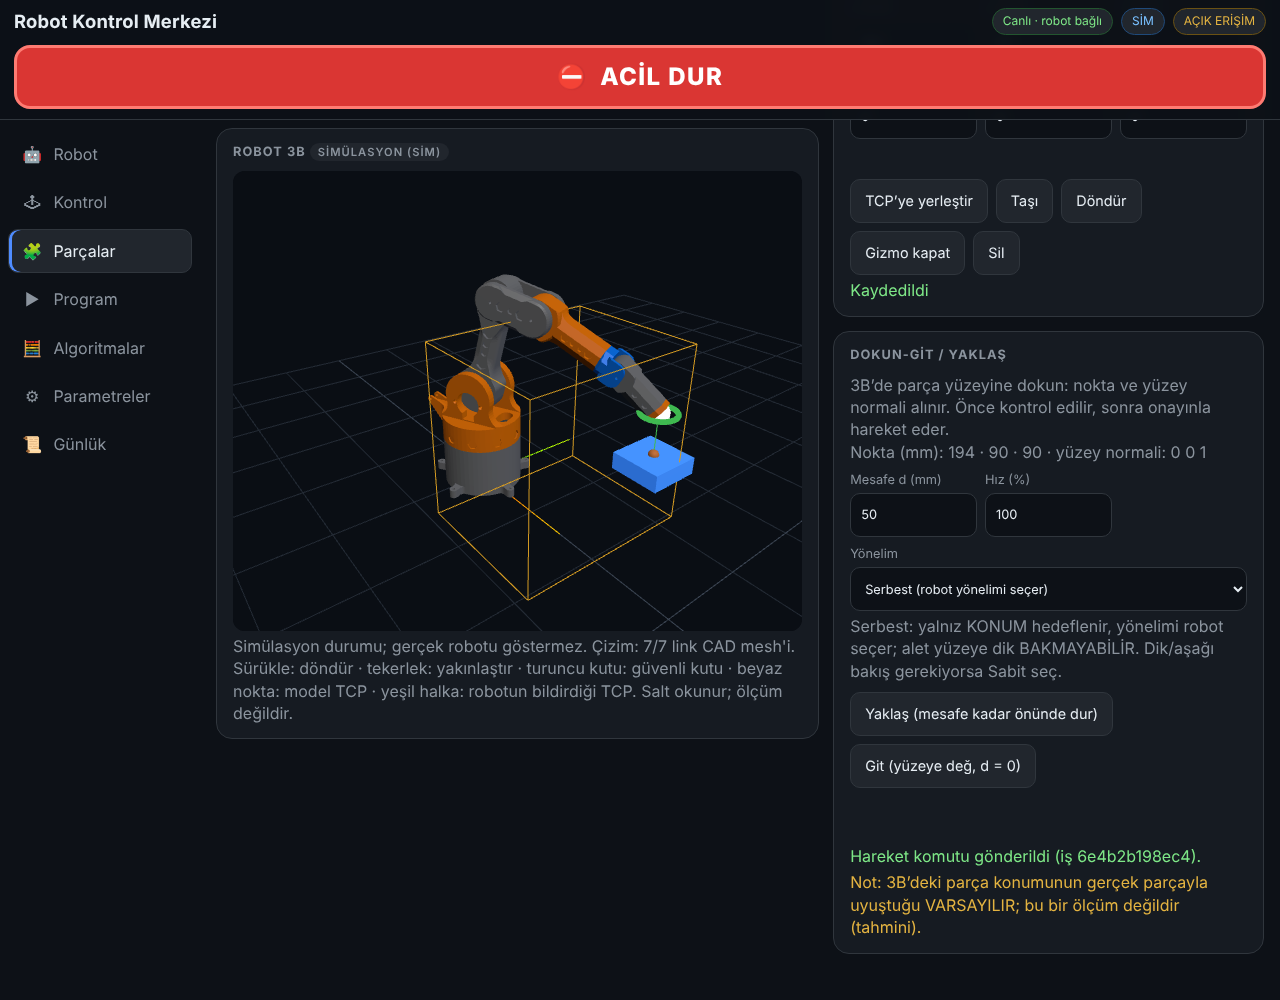 Robot Kontrol Merkezi
Canlı · robot bağlı
SİM
AÇIK ERİŞİM
ACİL DUR
Robot
Kontrol
Parçalar
Program
Algoritmalar
Parametreler
Günlük
ROBOT 3B
SİMÜLASYON (SİM)
Simülasyon durumu; gerçek robotu göstermez. Çizim: 7/7 link CAD mesh'i.
Sürükle: döndür · tekerlek: yakınlaştır · turuncu kutu: güvenli kutu · beyaz
nokta: model TCP · yeşil halka: robotun bildirdiği TCP. Salt okunur; ölçüm
değildir.
TCP’ye yerleştir
Taşı
Döndür
Gizmo kapat
Sil
Kaydedildi
DOKUN-GİT / YAKLAŞ
3B’de parça yüzeyine dokun: nokta ve yüzey
normali alınır. Önce kontrol edilir, sonra onayınla
hareket eder.
Nokta (mm): 194 · 90 · 90 · yüzey normali: 0 0 1
Mesafe d (mm)
Hız (%)
50
100
Yönelim
Serbest (robot yönelimi seçer)
Serbest: yalnız KONUM hedeflenir, yönelimi robot
seçer; alet yüzeye dik BAKMAYABİLİR. Dik/aşağı
bakış gerekiyorsa Sabit seç.
Yaklaş (mesafe kadar önünde dur)
Git (yüzeye değ, d = 0)
Hareket komutu gönderildi (iş 6e4b2b198ec4).
Not: 3B’deki parça konumunun gerçek parçayla
uyuştuğu VARSAYILIR; bu bir ölçüm değildir
(tahmini).